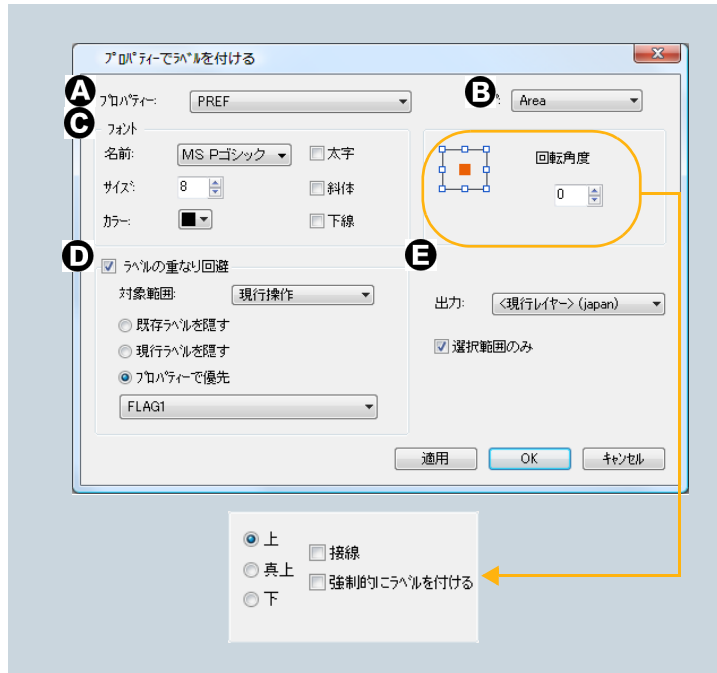 プロパティーでラベルを付ける
A プロパティー: PREF
B : Area
C フォント
名前: MS Pゴシック 太字
サイズ: 8 斜体
カラー: 下線
回転角度
0
D ラベルの重なり回避
対象範囲: 現行操作
既存ラベルを隠す
現行ラベルを隠す
プロパティーで優先
FLAG1
E
出力: <現行レイヤー> (japan)
選択範囲のみ
適用 OK キャンセル
上
真上
下
接線
強制的にラベルを付ける